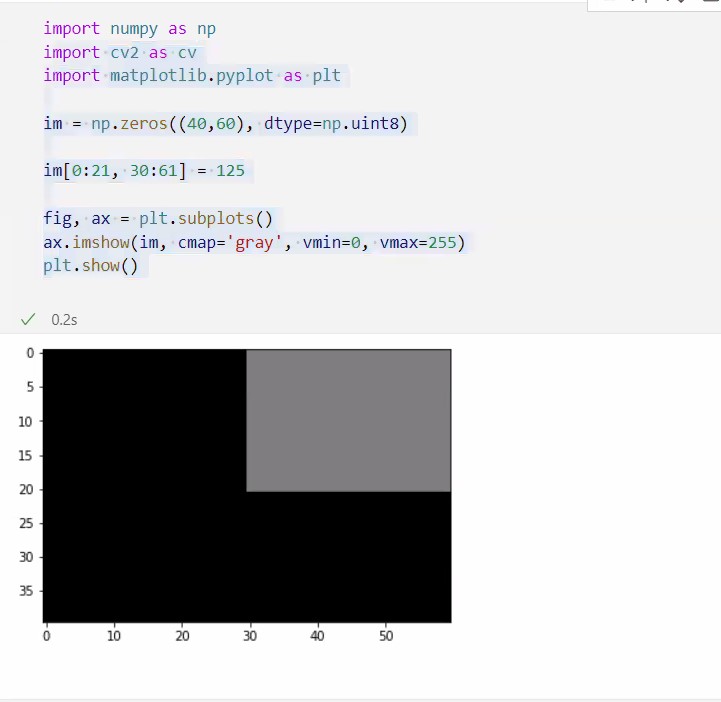 import numpy as np
import cv2 as cv
import matplotlib.pyplot as plt
im = np.zeros((40,60), dtype=np.uint8)
im[0:21, 30:61] = 125
fig, ax = plt.subplots()
ax.imshow(im, cmap='gray', vmin=0, vmax=255)
plt.show()
0.2s
0
5
10
15
20
25
30
35
0 10 20 30 40 50